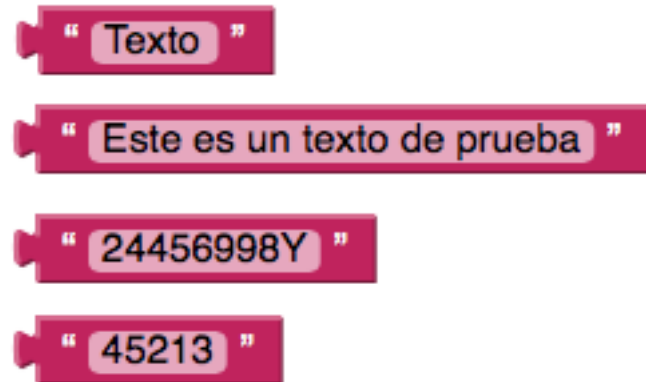 “ Texto ”
“ Este es un texto de prueba ”
“ 24456998Y ”
“ 45213 ”